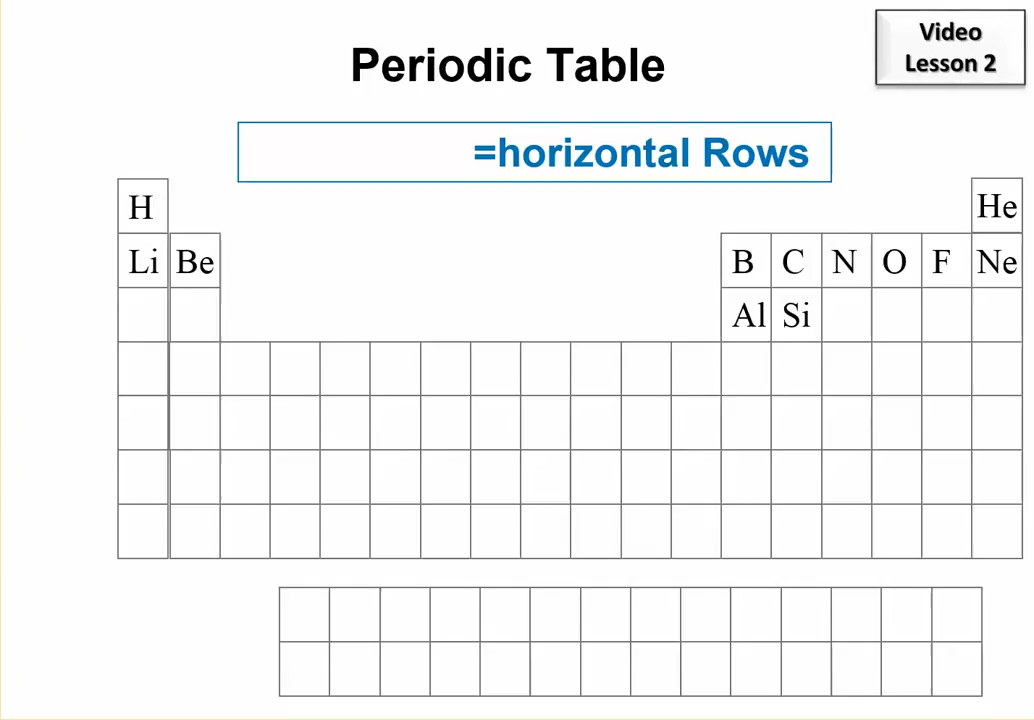 Video
Lesson 2
Periodic Table
=horizontal Rows
H He
Li Be B C N O F Ne
Al Si